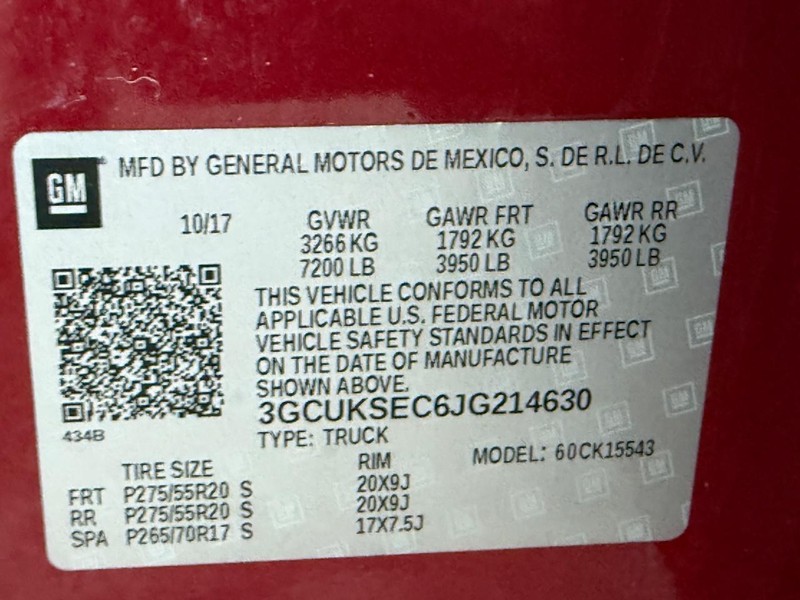 GM® MFD BY GENERAL MOTORS DE MEXICO, S. DE R.L. DE C.V.
10/17 GVWR GAWR FRT GAWR RR
3266 KG 1792 KG 1792 KG
7200 LB 3950 LB 3950 LB
THIS VEHICLE CONFORMS TO ALL
APPLICABLE U.S. FEDERAL MOTOR
VEHICLE SAFETY STANDARDS IN EFFECT
ON THE DATE OF MANUFACTURE
SHOWN ABOVE.
3GCUKSEC6JG214630
434B TYPE: TRUCK MODEL: 60CK15543
TIRE SIZE RIM
FRT P275/55R20 S 20X9J
RR P275/55R20 S 20X9J
SPA P265/70R17 S 17X7.5J